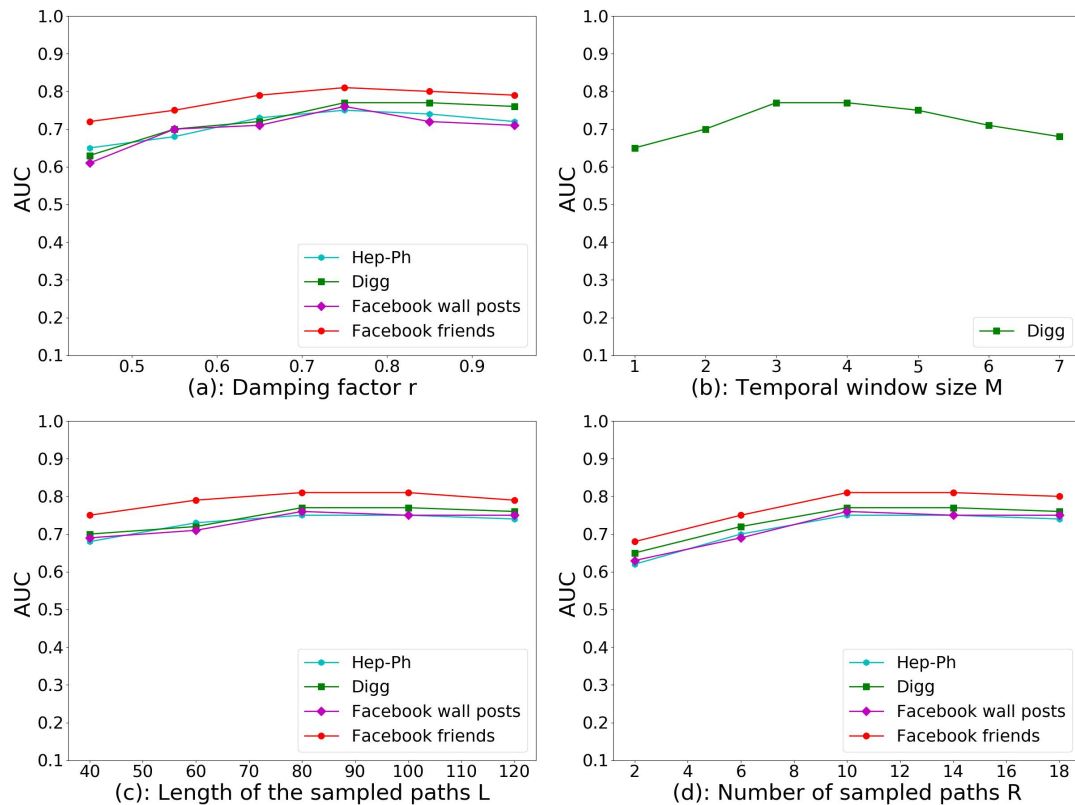 1.0
0.9
0.8
0.7
0.6
0.5
0.4
0.3
0.2
0.1
AUC
Hep-Ph
Digg
Facebook wall posts
Facebook friends
0.5 0.6 0.7 0.8 0.9
(a): Damping factor r
1.0
0.9
0.8
0.7
0.6
0.5
0.4
0.3
0.2
0.1
AUC
Digg
1 2 3 4 5 6 7
(b): Temporal window size M
1.0
0.9
0.8
0.7
0.6
0.5
0.4
0.3
0.2
0.1
AUC
Hep-Ph
Digg
Facebook wall posts
Facebook friends
40 50 60 70 80 90 100 110 120
(c): Length of the sampled paths L
1.0
0.9
0.8
0.7
0.6
0.5
0.4
0.3
0.2
0.1
AUC
Hep-Ph
Digg
Facebook wall posts
Facebook friends
2 4 6 8 10 12 14 16 18
(d): Number of sampled paths R